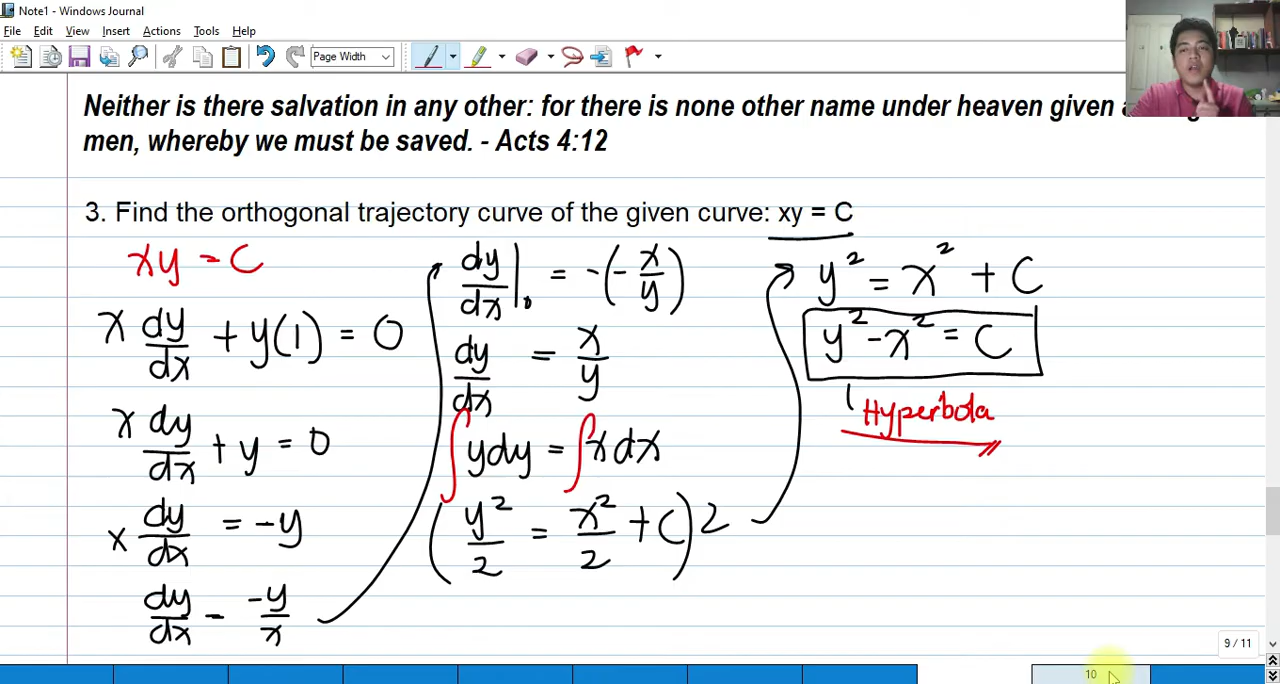 Note1 - Windows Journal
File Edit View Insert Actions Tools Help
Page Width
Neither is there salvation in any other: for there is none other name under heaven given
men, whereby we must be saved. - Acts 4:12
3. Find the orthogonal trajectory curve of the given curve: xy = C
xy = C
x dy/dx + y(1) = 0
x dy/dx + y = 0
x dy/dx = -y
dy/dx = -y/x
dy/dx|₀ = -(-x/y)
dy/dx = x/y
∫ydy = ∫xdx
(y²/2 = x²/2 + C)2
y² = x² + C
y² - x² = C
Hyperbola
9 / 11
10